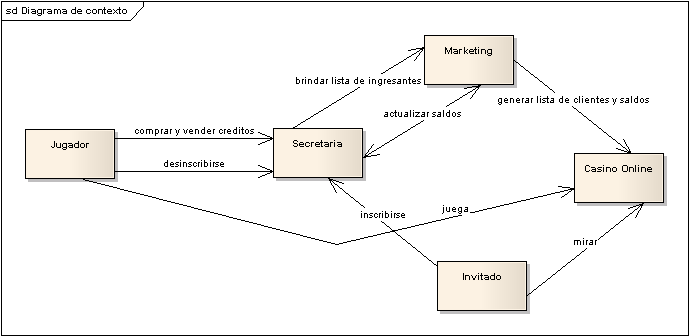 sd Diagrama de contexto
Marketing
brindar lista de ingresantes
generar lista de clientes y saldos
actualizar saldos
comprar y vender creditos
Jugador
Secretaria
desinscribirse
Casino Online
inscribirse
juega
mirar
Invitado